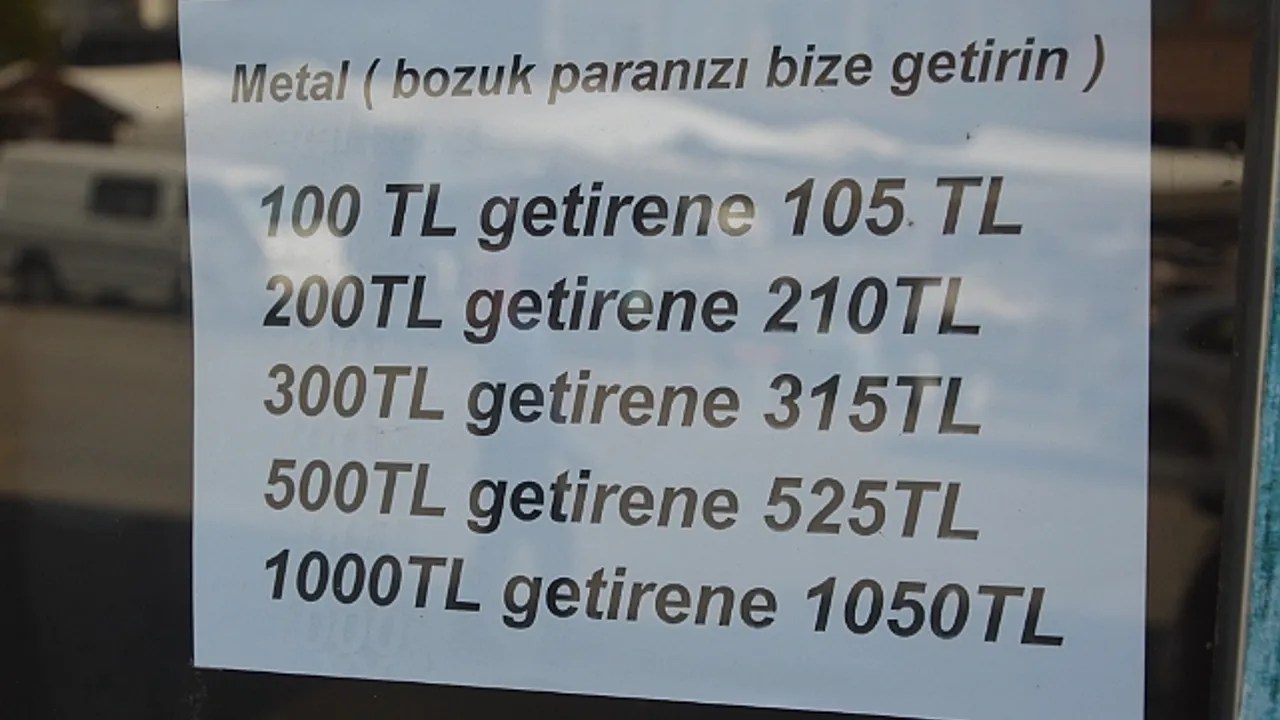 Metal ( bozuk paranızı bize getirin )
100 TL getirene 105 TL
200TL getirene 210TL
300TL getirene 315TL
500TL getirene 525TL
1000TL getirene 1050TL